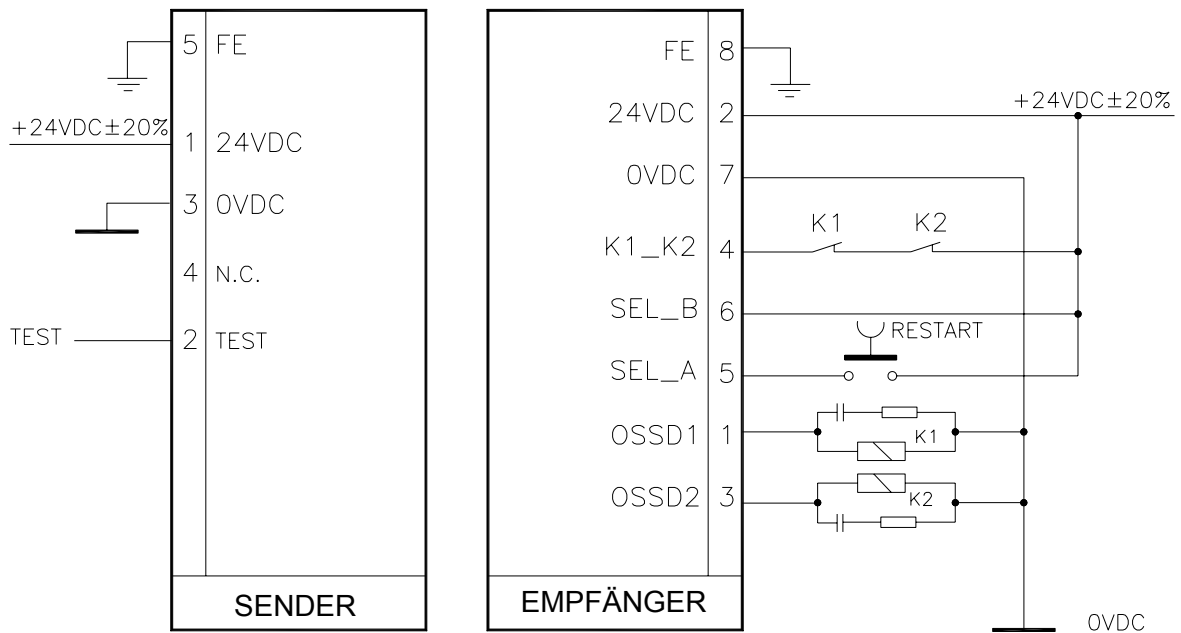 5 FE
+24VDC±20%
1 24VDC
3 0VDC
4 N.C.
TEST
2 TEST
SENDER
FE 8
24VDC 2
+24VDC±20%
0VDC 7
K1 K2
K1_K2 4
SEL_B 6
RESTART
SEL_A 5
OSSD1 1
K1
OSSD2 3
K2
EMPFÄNGER
0VDC